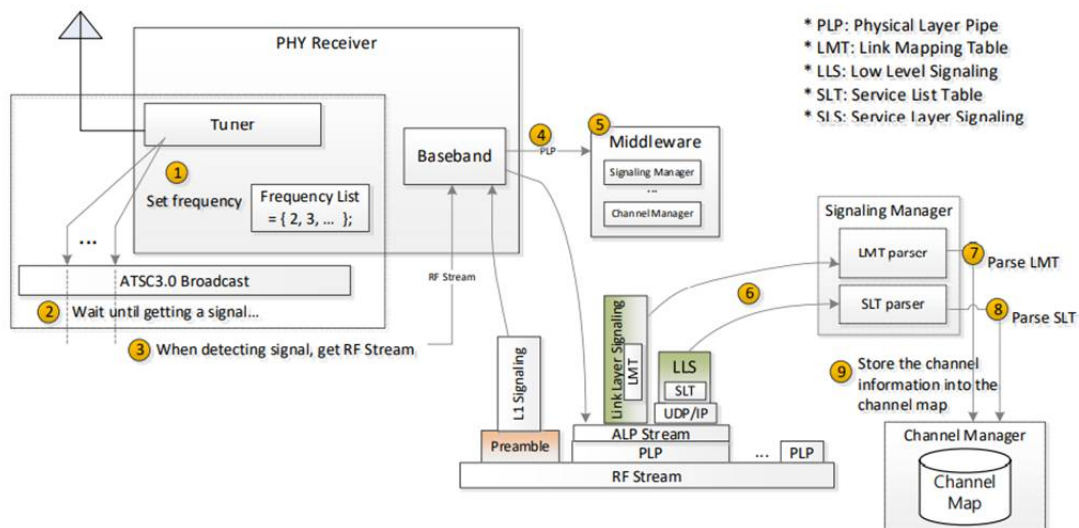 PHY Receiver
Tuner
1
Set frequency
Frequency List
= { 2, 3, ... };
...
ATSC3.0 Broadcast
2 Wait until getting a signal...
3 When detecting signal, get RF Stream
Baseband
RF Stream
4
PLP
5
Middleware
Signaling Manager
...
Channel Manager
* PLP: Physical Layer Pipe
* LMT: Link Mapping Table
* LLS: Low Level Signaling
* SLT: Service List Table
* SLS: Service Layer Signaling
Signaling Manager
LMT parser
SLT parser
6
7
Parse LMT
8
Parse SLT
9 Store the channel
information into the
channel map
Channel Manager
Channel
Map
L1 Signaling
Preamble
Link Layer Signaling
LMT
LLS
SLT
UDP/IP
ALP Stream
PLP
... PLP
RF Stream